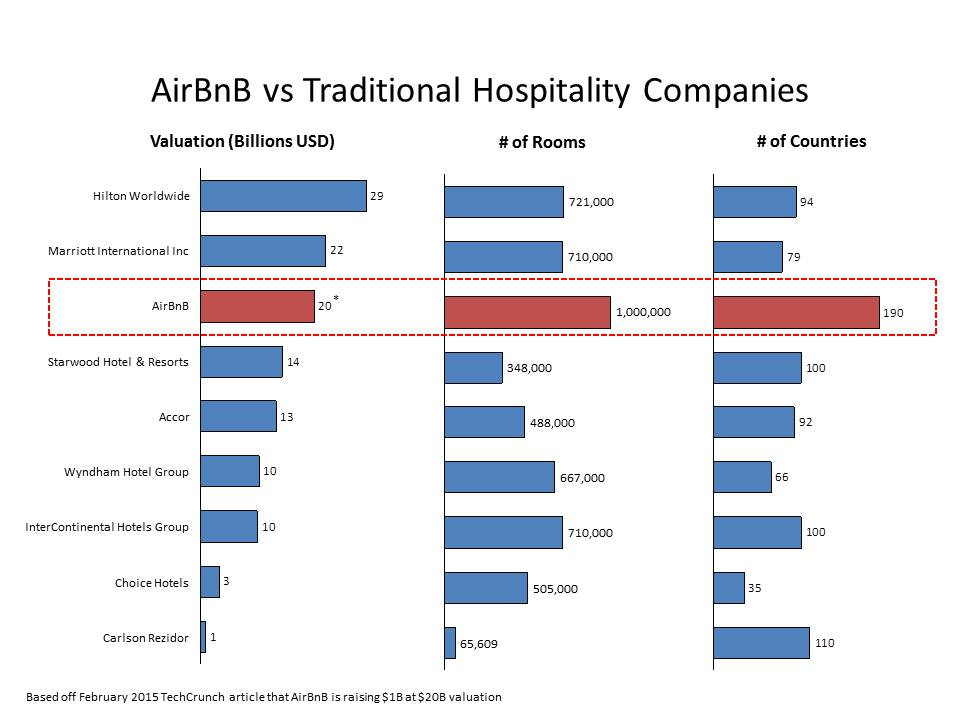 AirBnB vs Traditional Hospitality Companies
Valuation (Billions USD) # of Rooms # of Countries
Hilton Worldwide 29 721,000 94
Marriott International Inc 22 710,000 79
AirBnB 20* 1,000,000 190
Starwood Hotel & Resorts 14 348,000 100
Accor 13 488,000 92
Wyndham Hotel Group 10 667,000 66
InterContinental Hotels Group 10 710,000 100
Choice Hotels 3 505,000 35
Carlson Rezidor 1 65,609 110
Based off February 2015 TechCrunch article that AirBnB is raising $1B at $20B valuation